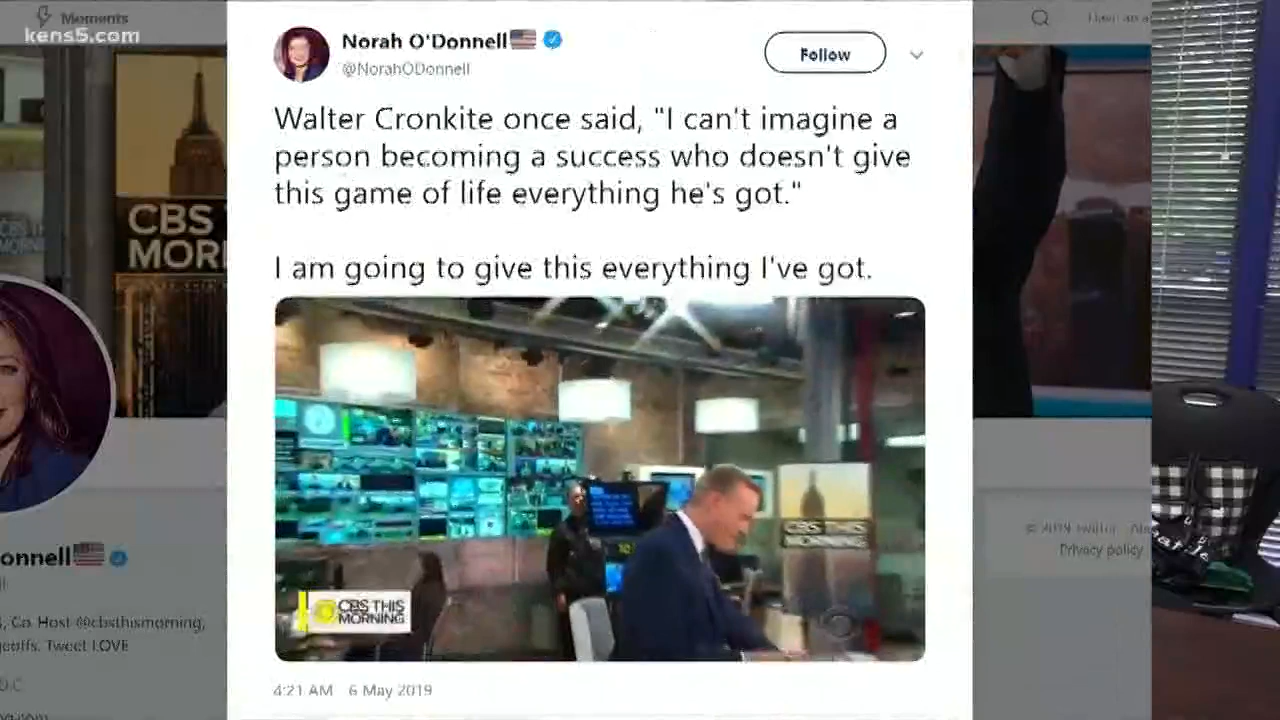 Moments
kens5.com
Norah O'Donnell
@NorahODonnell
Follow
Walter Cronkite once said, "I can't imagine a
person becoming a success who doesn't give
this game of life everything he's got."
I am going to give this everything I've got.
CBS THIS
MORNING
CBS THIS
MORNING
4:21 AM 6 May 2019
CBS
MOR
onnell
Co-Host @cbsthismorning,
Tweet LOVE
D.C.
Privacy policy